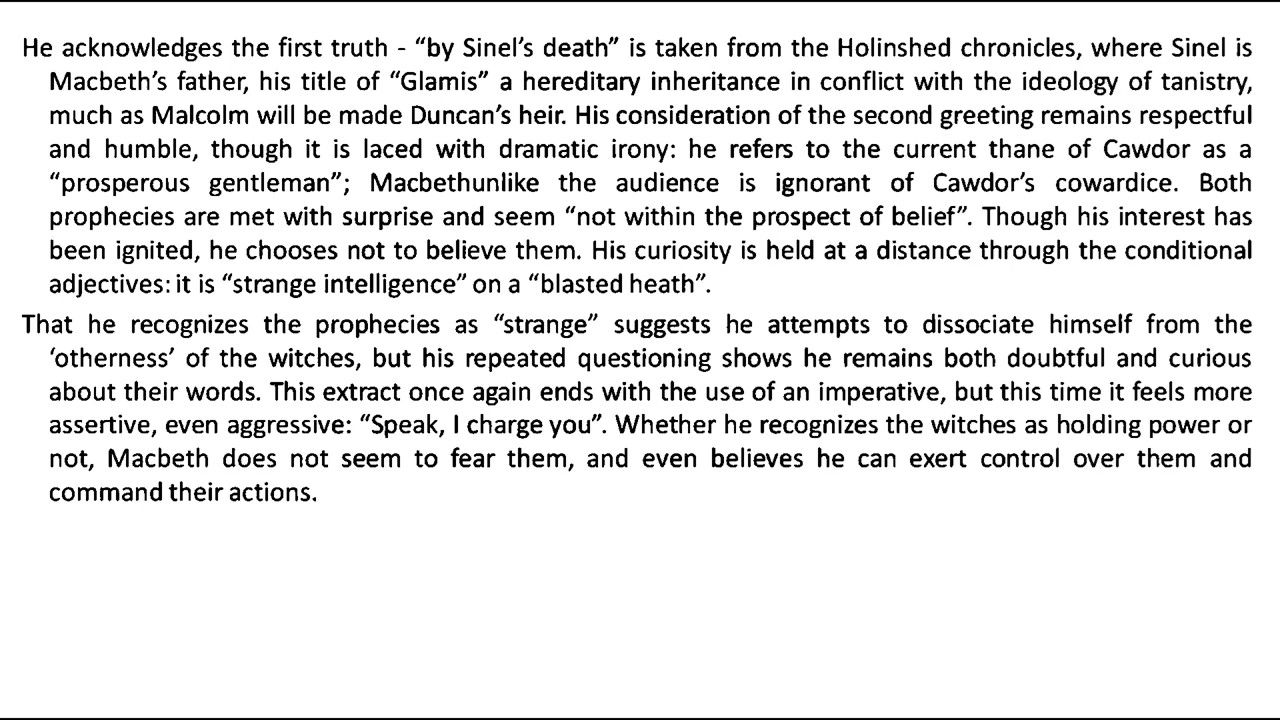 He acknowledges the first truth - “by Sinel’s death” is taken from the Holinshed chronicles, where Sinel is
Macbeth’s father, his title of “Glamis” a hereditary inheritance in conflict with the ideology of tanistry,
much as Malcolm will be made Duncan’s heir. His consideration of the second greeting remains respectful
and humble, though it is laced with dramatic irony: he refers to the current thane of Cawdor as a
“prosperous gentleman”; Macbethunlike the audience is ignorant of Cawdor’s cowardice. Both
prophecies are met with surprise and seem “not within the prospect of belief”. Though his interest has
been ignited, he chooses not to believe them. His curiosity is held at a distance through the conditional
adjectives: it is “strange intelligence” on a “blasted heath”.
That he recognizes the prophecies as “strange” suggests he attempts to dissociate himself from the
‘otherness’ of the witches, but his repeated questioning shows he remains both doubtful and curious
about their words. This extract once again ends with the use of an imperative, but this time it feels more
assertive, even aggressive: “Speak, I charge you”. Whether he recognizes the witches as holding power or
not, Macbeth does not seem to fear them, and even believes he can exert control over them and
command their actions.